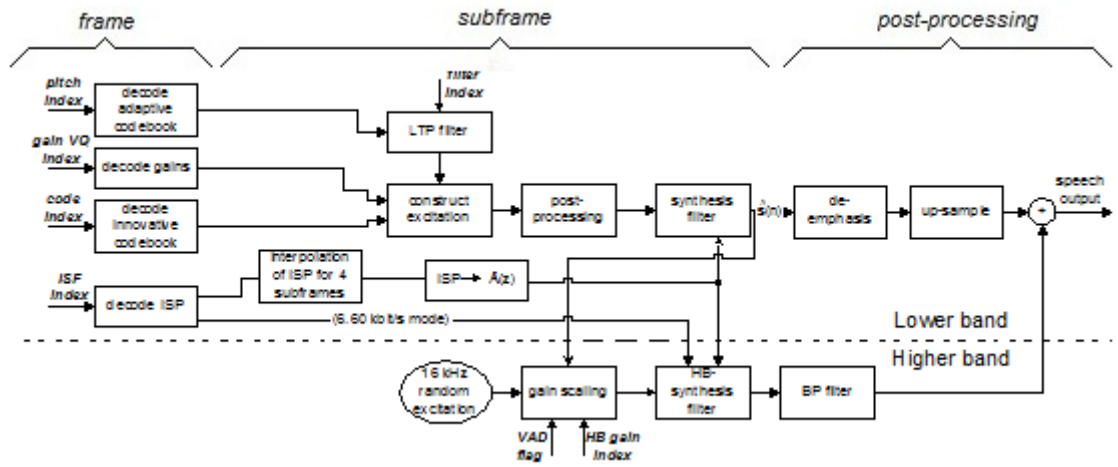 frame
subframe
post-processing
pitch
index
decode
adaptive
codebook
filter
index
LTP filter
gain VQ
index
decode gains
code
index
decode
innovative
codebook
construct
excitation
post-
processing
synthesis
filter
ŝ(n)
de-
emphasis
up-sample
+
speech
output
ISF
index
decode ISP
interpolation
of ISP for 4
subframes
ISP → Â(z)
(6.60 kbit/s mode)
Lower band
Higher band
16 kHz
random
excitation
gain scaling
HB-
synthesis
filter
BP filter
VAD
flag
HB gain
index